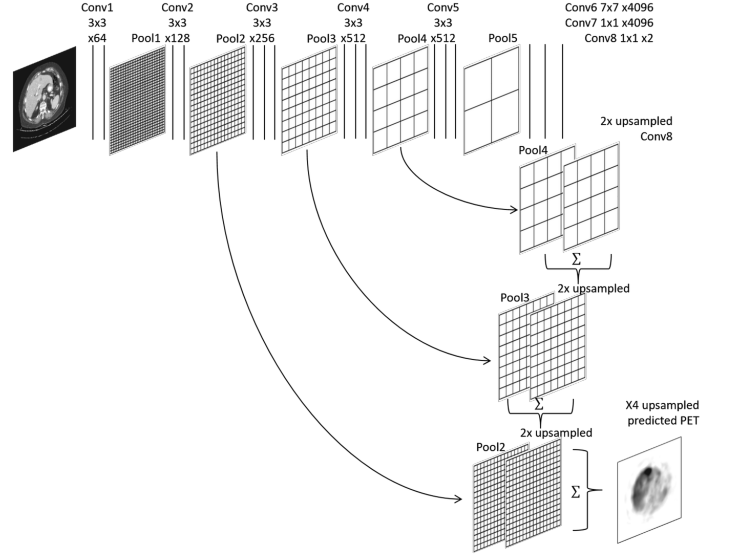 Conv1
3x3
x64
Pool1
Conv2
3x3
x128
Pool2
Conv3
3x3
x256
Pool3
Conv4
3x3
x512
Pool4
Conv5
3x3
x512
Pool5
Conv6 7x7 x4096
Conv7 1x1 x4096
Conv8 1x1 x2
2x upsampled
Conv8
Pool4
Σ
2x upsampled
Pool3
Σ
2x upsampled
Pool2
Σ
X4 upsampled
predicted PET